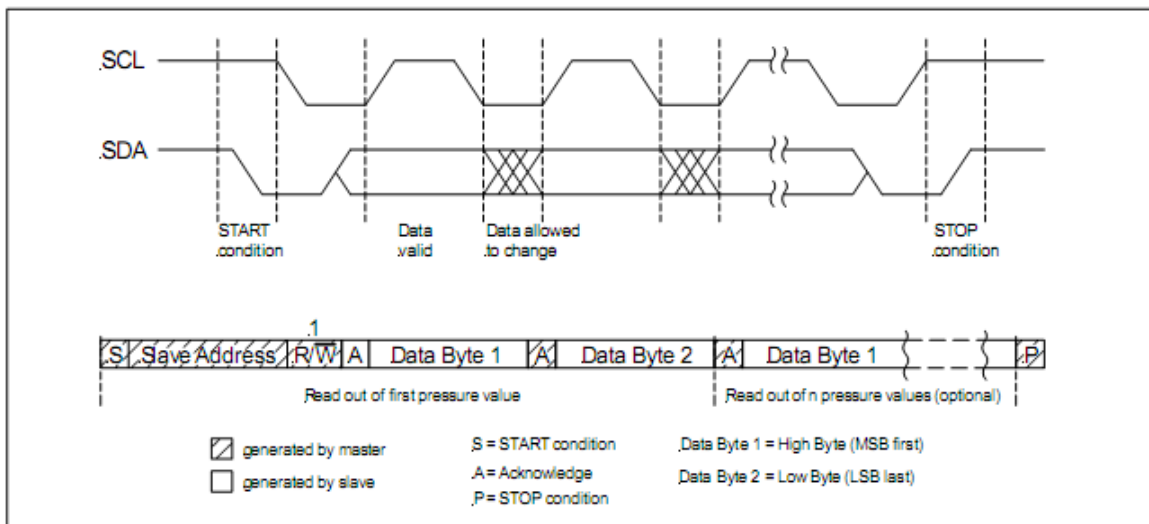 SCL
SDA
START condition
Data valid
Data allowed to change
STOP condition
1
S Slave Address R/W̅ A Data Byte 1 A Data Byte 2 A Data Byte 1 P
Read out of first pressure value Read out of n pressure values (optional)
generated by master
generated by slave
S = START condition
A = Acknowledge
P = STOP condition
Data Byte 1 = High Byte (MSB first)
Data Byte 2 = Low Byte (LSB last)